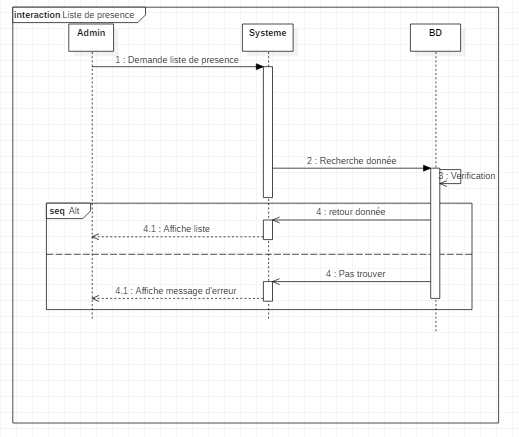 interaction Liste de presence
Admin
Systeme
BD
1 : Demande liste de presence
2 : Recherche donnée
3 : Verification
seq Alt
4 : retour donnée
4.1 : Affiche liste
4 : Pas trouver
4.1 : Affiche message d'erreur